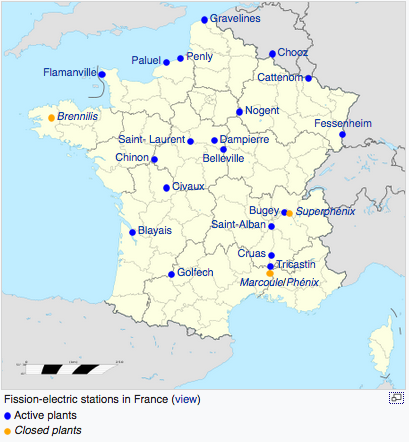 Gravelines
Chooz
Penly
Paluel
Flamanville
Cattenom
Nogent
Brennilis
Fessenheim
Saint- Laurent
Dampierre
Belleville
Chinon
Civaux
Bugey
Superphénix
Saint-Alban
Blayais
Cruas
Tricastin
Golfech
Marcoule/Phénix
Fission-electric stations in France (view)
Active plants
Closed plants